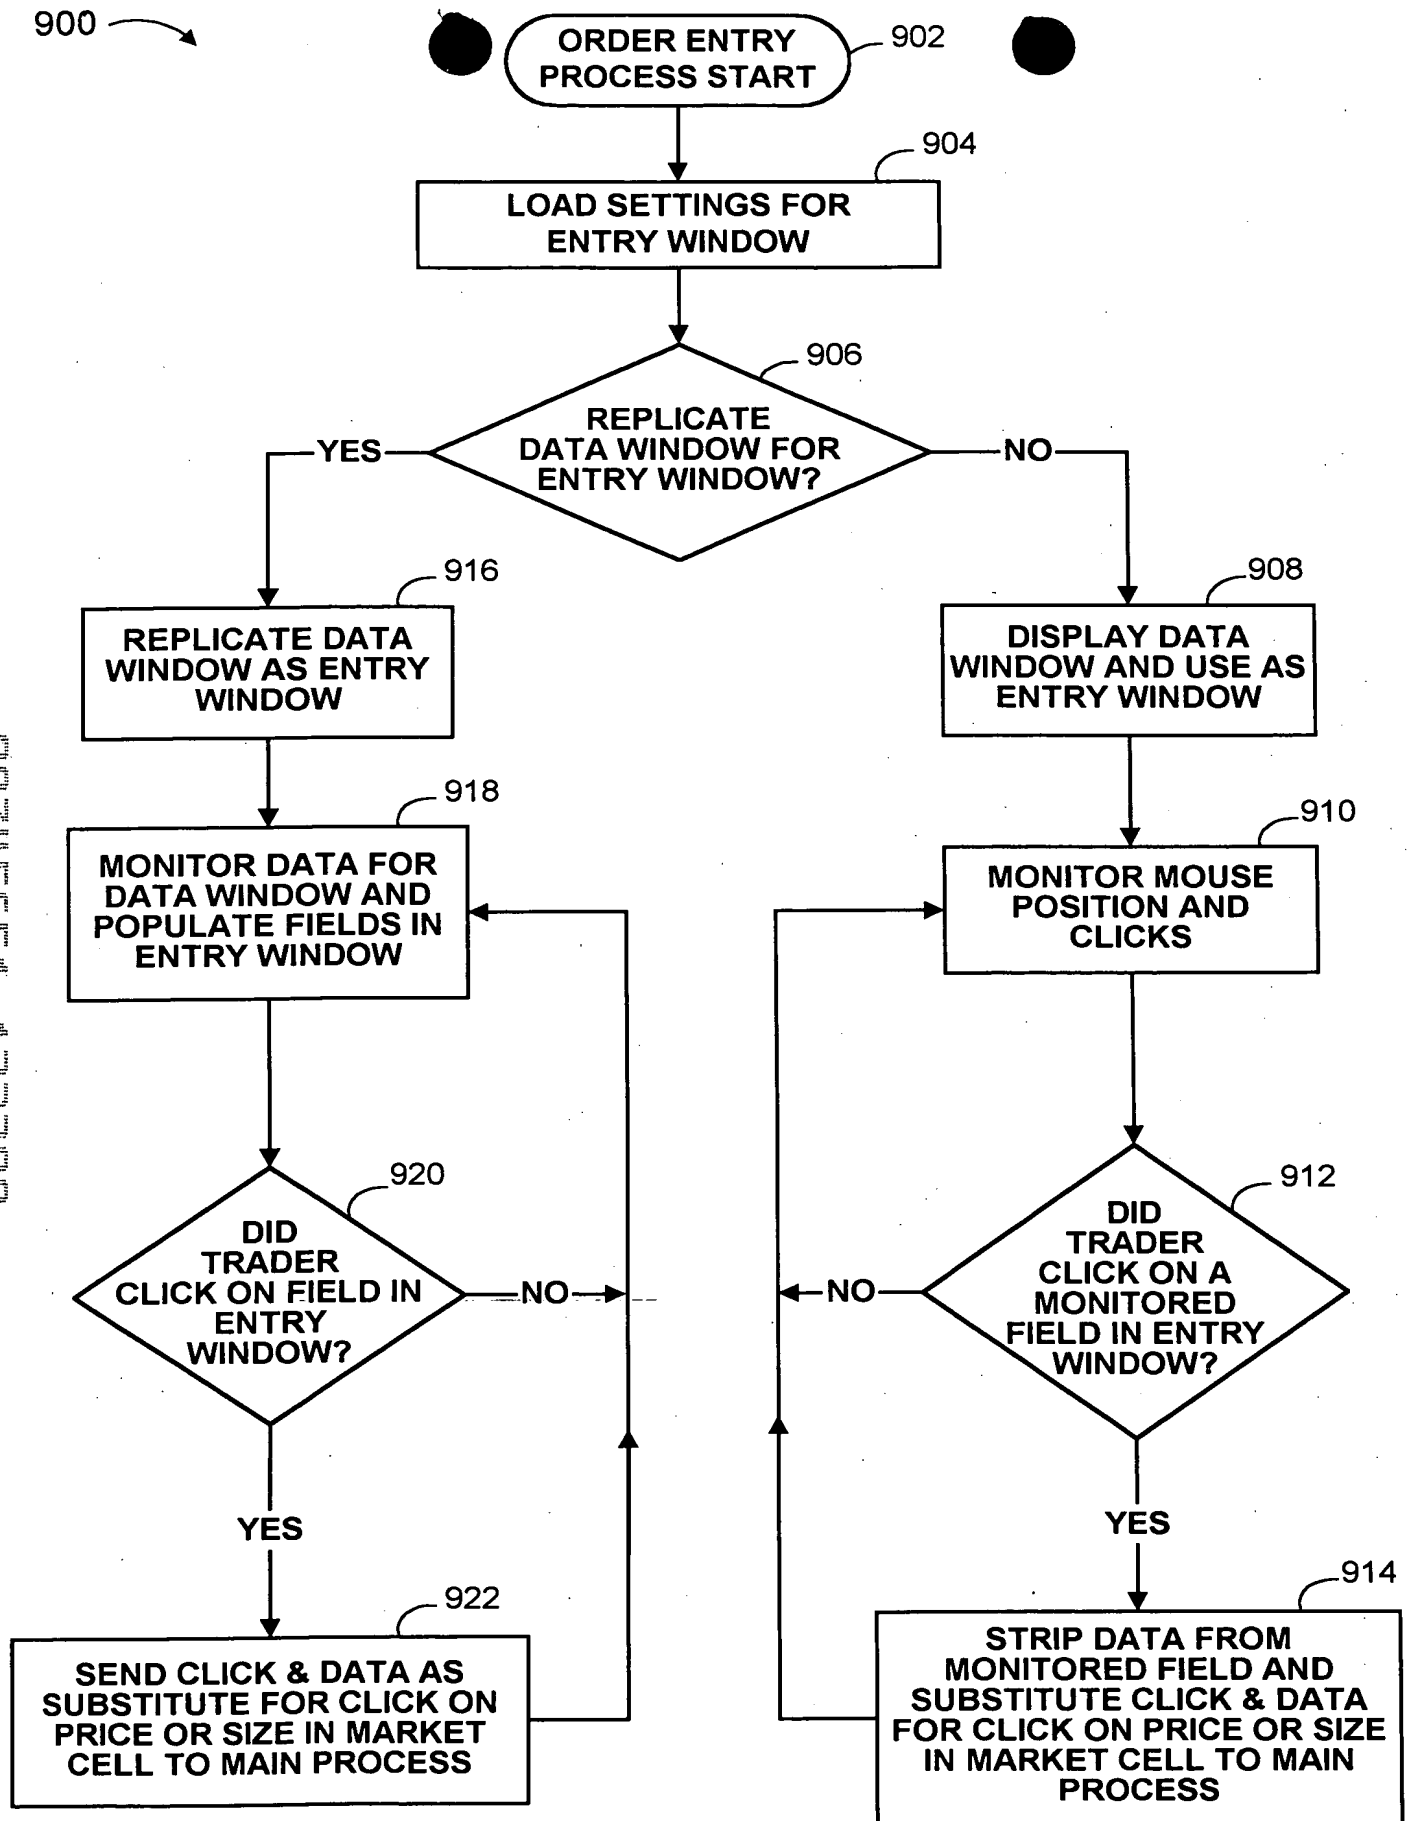 900
ORDER ENTRY
PROCESS START
902
904
LOAD SETTINGS FOR
ENTRY WINDOW
906
REPLICATE
DATA WINDOW FOR
ENTRY WINDOW?
YES
NO
916
REPLICATE DATA
WINDOW AS ENTRY
WINDOW
908
DISPLAY DATA
WINDOW AND USE AS
ENTRY WINDOW
918
MONITOR DATA FOR
DATA WINDOW AND
POPULATE FIELDS IN
ENTRY WINDOW
910
MONITOR MOUSE
POSITION AND
CLICKS
920
DID
TRADER
CLICK ON FIELD IN
ENTRY
WINDOW?
NO
912
DID
TRADER
CLICK ON A
MONITORED
FIELD IN ENTRY
WINDOW?
NO
YES
YES
922
SEND CLICK & DATA AS
SUBSTITUTE FOR CLICK ON
PRICE OR SIZE IN MARKET
CELL TO MAIN PROCESS
914
STRIP DATA FROM
MONITORED FIELD AND
SUBSTITUTE CLICK & DATA
FOR CLICK ON PRICE OR SIZE
IN MARKET CELL TO MAIN
PROCESS